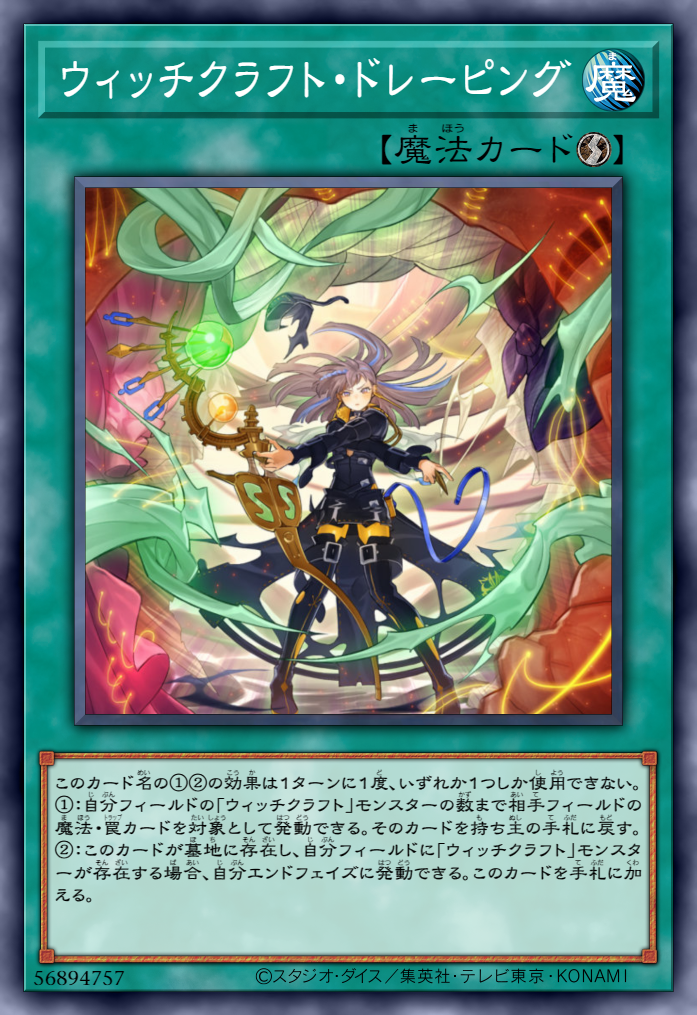 ウィッチクラフト・ドレーピング 魔
【魔法カード】
このカード名の①②の効果は1ターンに1度、いずれか1つしか使用できない。
①:自分フィールドの「ウィッチクラフト」モンスターの数まで相手フィールドの
魔法・罠カードを対象として発動できる。そのカードを持ち主の手札に戻す。
②:このカードが墓地に存在し、自分フィールドに「ウィッチクラフト」モンスタ
ーが存在する場合、自分エンドフェイズに発動できる。このカードを手札に加
える。
56894757 ©スタジオ・ダイス/集英社・テレビ東京・KONAMI